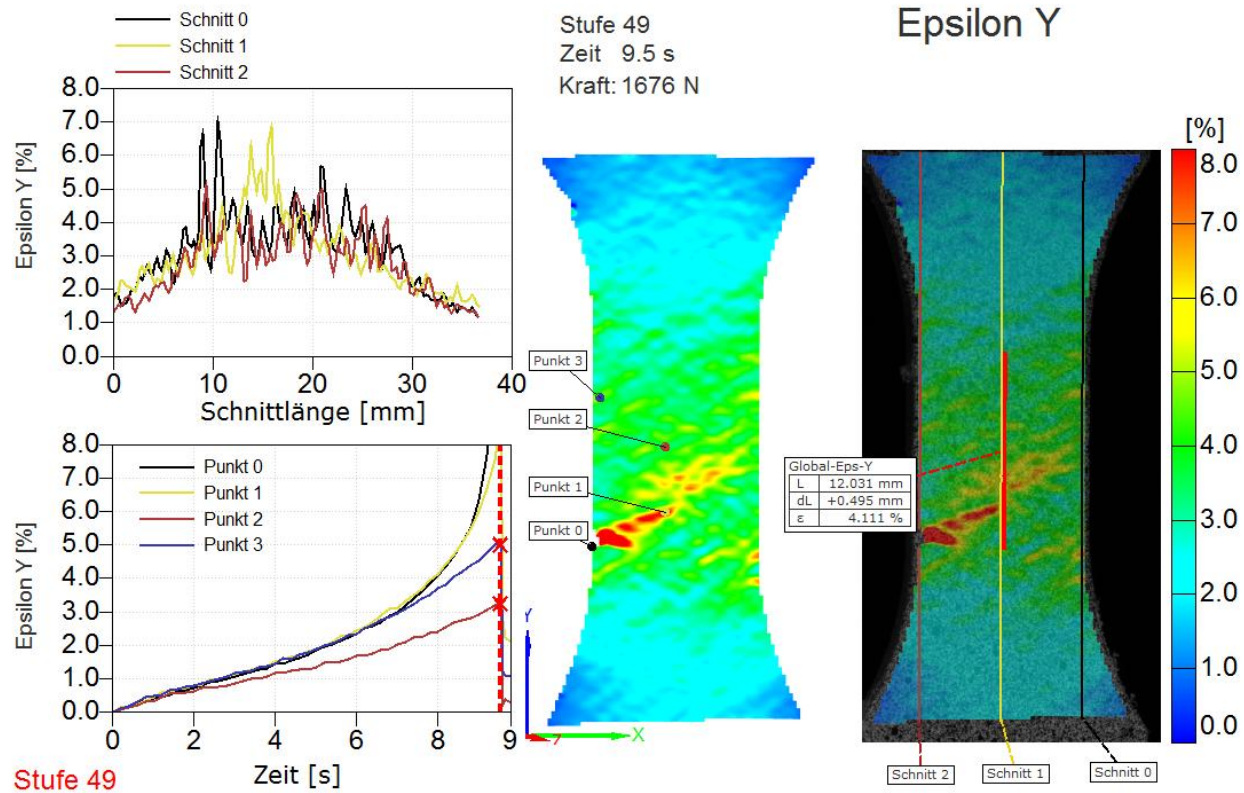 Schnitt 0
Schnitt 1
Schnitt 2
Epsilon Y [%]
8.0
7.0
6.0
5.0
4.0
3.0
2.0
1.0
0.0
0 10 20 30 40
Schnittlänge [mm]
Stufe 49
Zeit 9.5 s
Kraft: 1676 N
Epsilon Y
Punkt 0
Punkt 1
Punkt 2
Punkt 3
Epsilon Y [%]
8.0
7.0
6.0
5.0
4.0
3.0
2.0
1.0
0.0
0 2 4 6 8 9
Zeit [s]
Stufe 49
Punkt 3
Punkt 2
Punkt 1
Punkt 0
Y
Z X
Global-Eps-Y
L 12.031 mm
dL +0.495 mm
ε 4.111 %
Schnitt 2 Schnitt 1 Schnitt 0
[%]
8.0
7.0
6.0
5.0
4.0
3.0
2.0
1.0
0.0